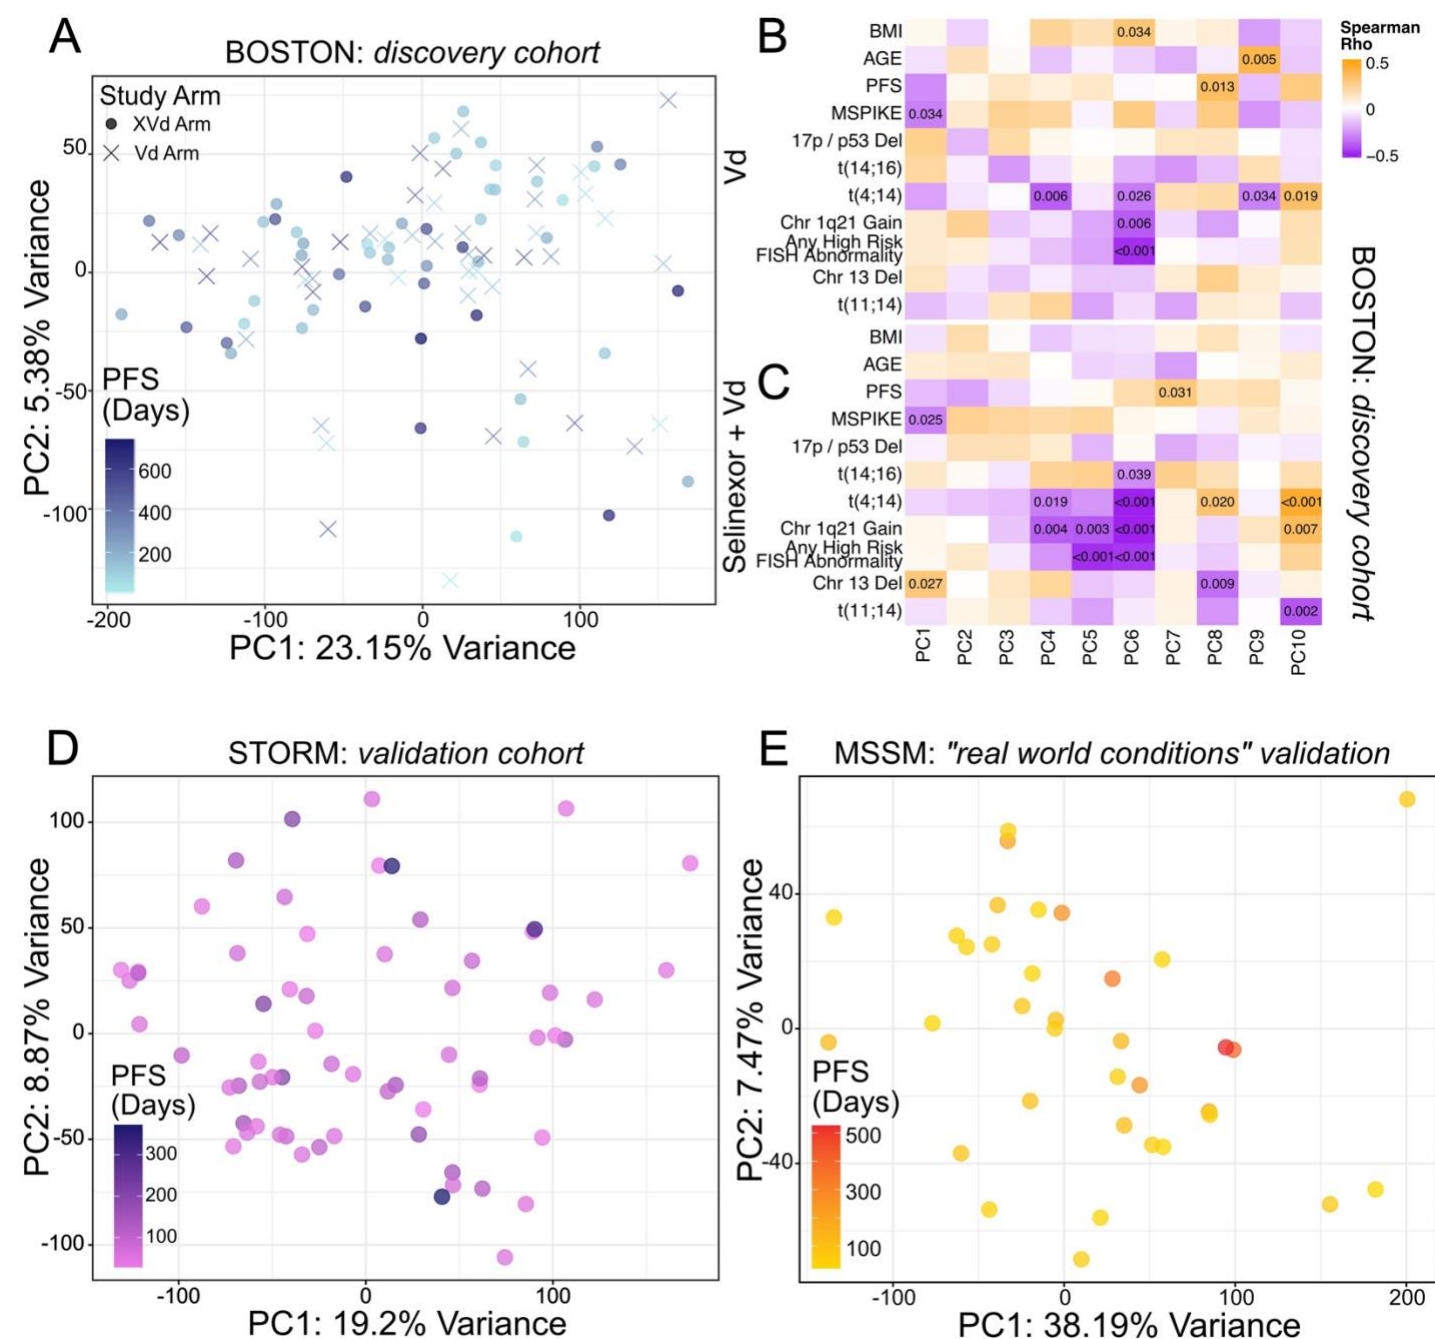 A
BOSTON: discovery cohort
Study Arm
XVd Arm
Vd Arm
PFS
(Days)
600
400
200
50
0
-50
-100
-200
-100
0
100
PC2: 5.38% Variance
PC1: 23.15% Variance
B
Vd
BMI
0.034
AGE
0.005
PFS
0.013
MSPIKE
0.034
17p / p53 Del
t(14;16)
t(4;14)
0.006 0.026 0.034 0.019
Chr 1q21 Gain
0.006
Any High Risk
FISH Abnormality
<0.001
Chr 13 Del
t(11;14)
C
Selinexor + Vd
BMI
AGE
PFS
0.031
MSPIKE
0.025
17p / p53 Del
t(14;16)
0.039
t(4;14)
0.019 <0.001 0.020 <0.001
Chr 1q21 Gain
0.004 0.003 <0.001 0.007
Any High Risk
FISH Abnormality
<0.001 <0.001
Chr 13 Del
0.027 0.009
t(11;14)
0.002
PC1 PC2 PC3 PC4 PC5 PC6 PC7 PC8 PC9 PC10
Spearman
Rho
0.5
0
−0.5
BOSTON: discovery cohort
D
STORM: validation cohort
100
50
0
-50
-100
-100
0
100
PFS
(Days)
300
200
100
PC2: 8.87% Variance
PC1: 19.2% Variance
E
MSSM: "real world conditions" validation
40
0
-40
-100
0
100
200
PFS
(Days)
500
300
100
PC2: 7.47% Variance
PC1: 38.19% Variance